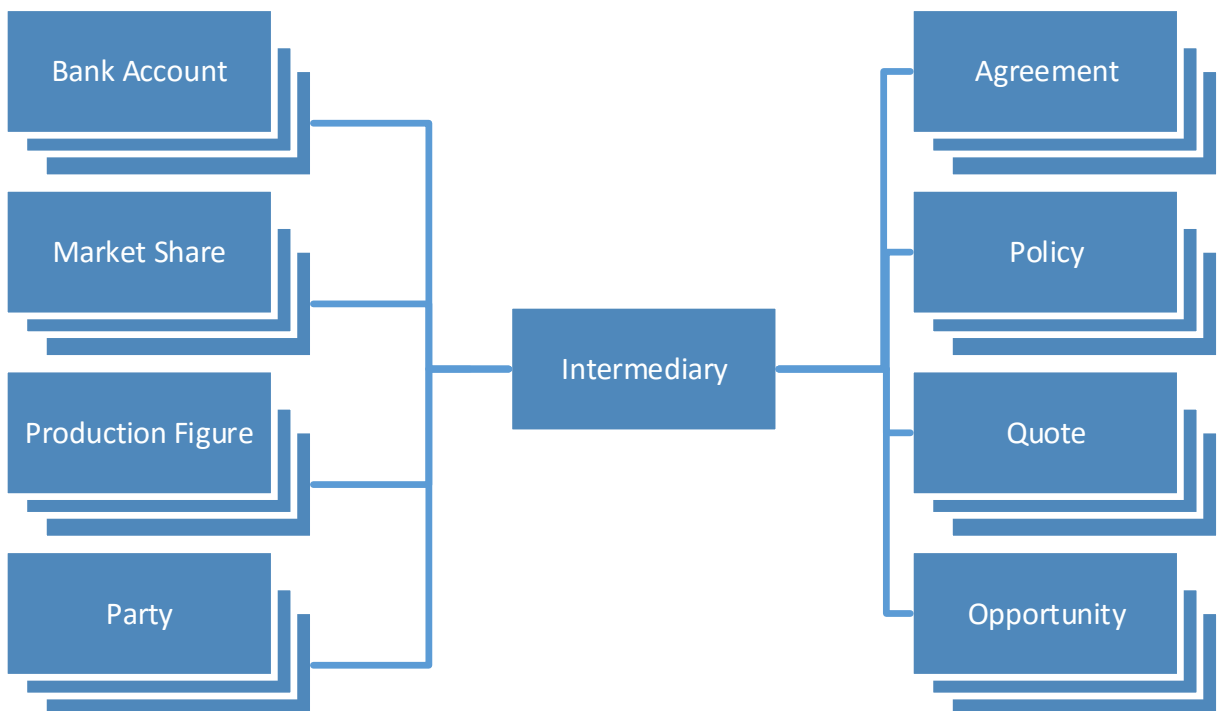 Bank Account
Market Share
Production Figure
Party
Intermediary
Agreement
Policy
Quote
Opportunity